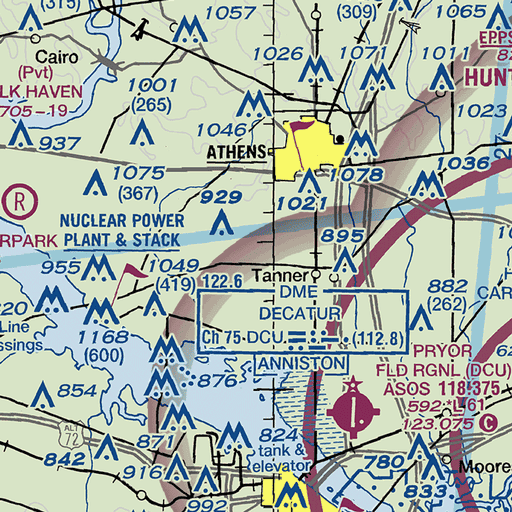 (315)
1057
(309)
1065
Cairo
1026
1071
1011
EPPS
(Pvt)
LK HAVEN
705-19
1001
(265)
HUNT
1023
937
1046
ATHENS
1075
(367)
1078
1036
R
929
1021
NUCLEAR POWER
PLANT & STACK
RPARK
895
955
1049
(419)
122.6
Tanner
882
(262)
CAR
DME
DECATUR
Ch 75 DCU (112.8)
820
Line
ssings
1168
(600)
ANNISTON
PRYOR
FLD RGNL (DCU)
ASOS 118.375
592 *L 61
123.075 C
876
854
ALT
72
871
824
tank &
elevator
842
916
992
780
833
Moore